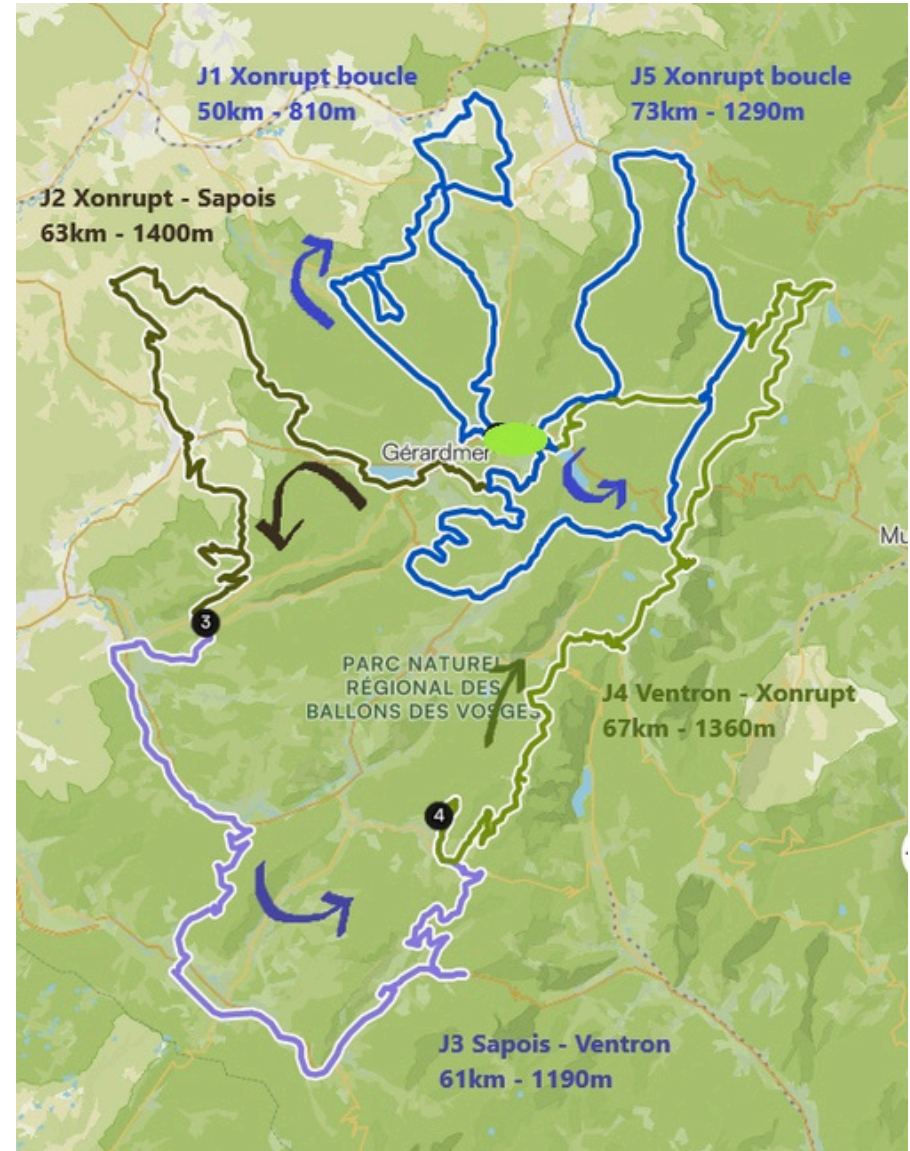 J1 Xonrupt boucle
50km - 810m
J5 Xonrupt boucle
73km - 1290m
J2 Xonrupt - Sapois
63km - 1400m
Gérardmer
3
Mu
PARC NATUREL
RÉGIONAL DES
BALLONS DES VOSGES
J4 Ventron - Xonrupt
67km - 1360m
4
J3 Sapois - Ventron
61km - 1190m